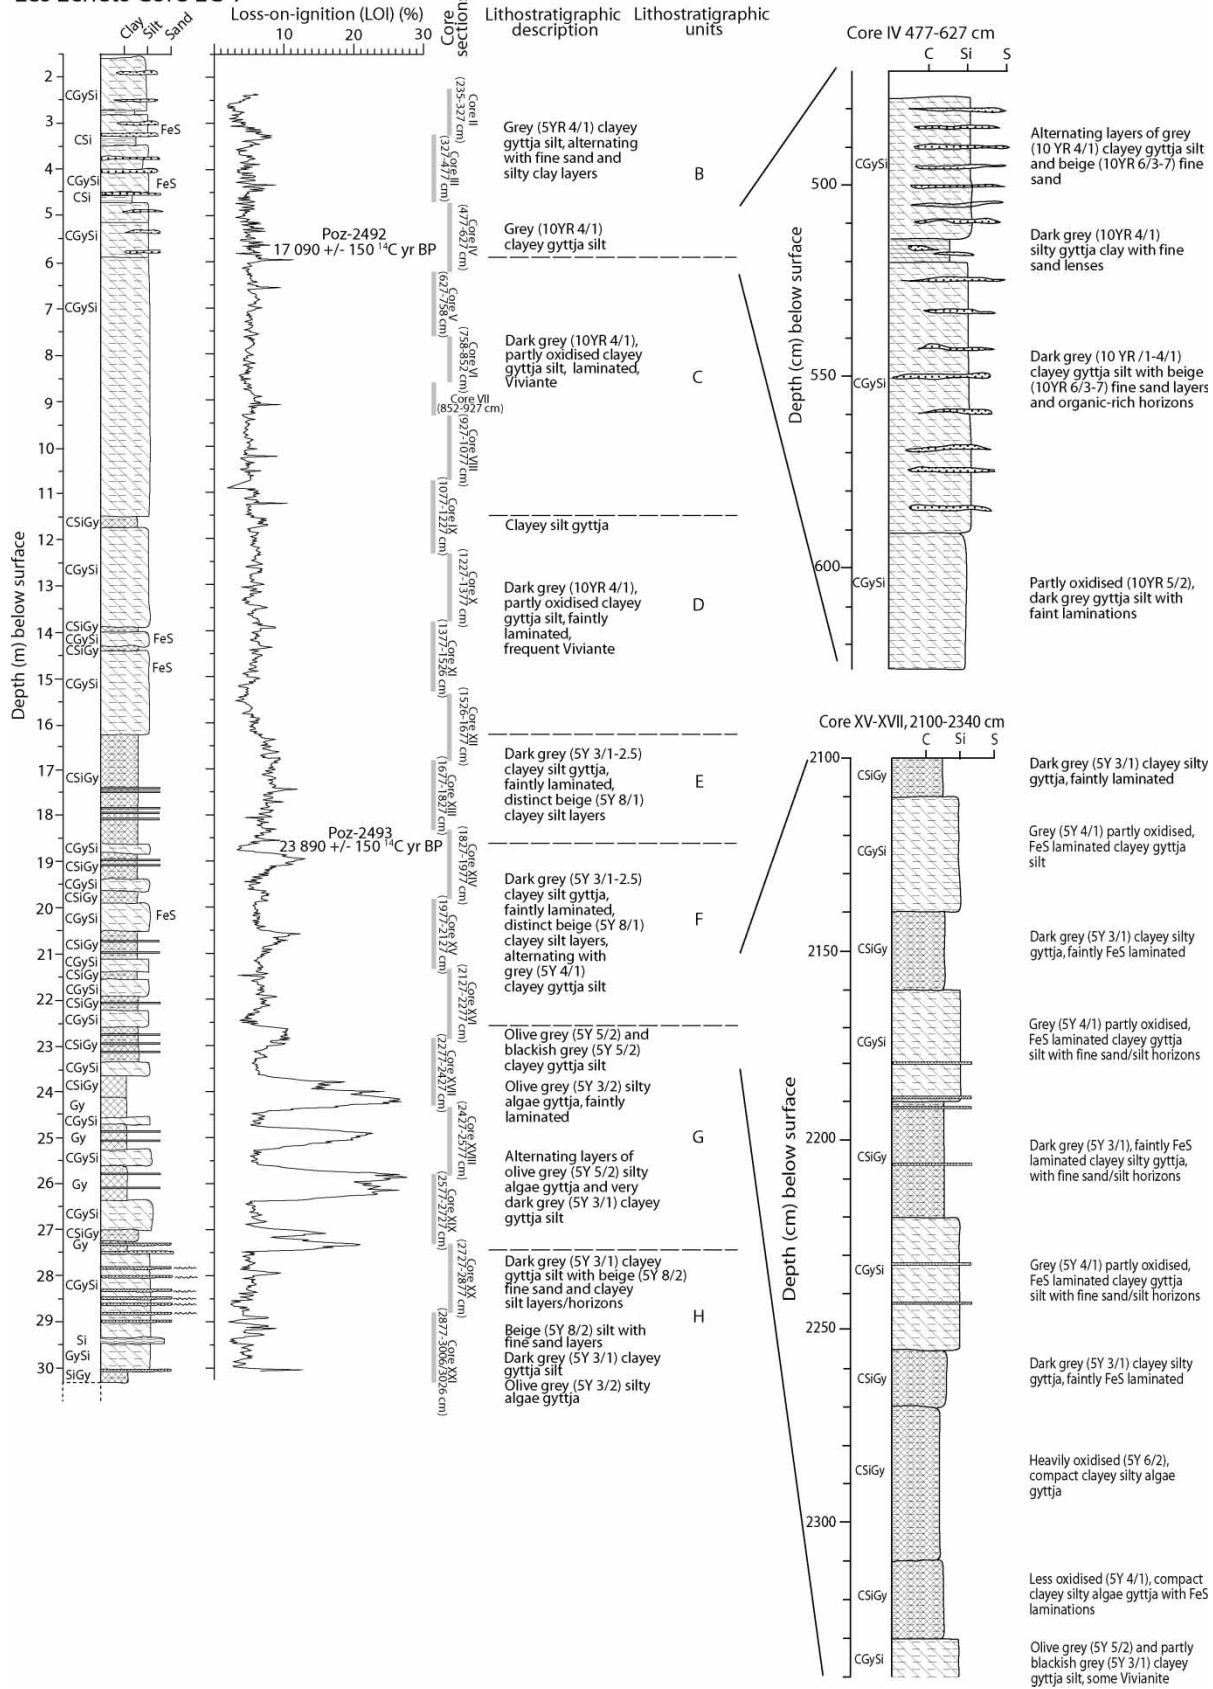 Les Echets Core
Clay
Silt
Sand
Loss-on-ignition (LOI) (%)
0
10
20
30
Core
Lithostratigraphic
description
Lithostratigraphic
units
Depth (m) below surface
2
3
4
5
6
7
8
9
10
11
12
13
14
15
16
17
18
19
20
21
22
23
24
25
26
27
28
29
30
CGySi
FeS
CSi
CGySi
FeS
CSi
CGySi
CGySi
CSiGy
CGySi
CSiGy
CGySi
FeS
CSiGy
FeS
CGySi
CSiGy
CGySi
CSiGy
CGySi
CSiGy
CGySi
FeS
CSiGy
CGySi
CSiGy
CGySi
CSiGy
CGySi
CSiGy
CGySi
CSiGy
Gy
CGySi
Gy
CGySi
Gy
CGySi
CSiGy
Gy
CGySi
Si
GySi
SiGy
Poz-2492
17 090 +/- 150 ¹⁴C yr BP
Poz-2493
23 890 +/- 150 ¹⁴C yr BP
Core II
(235-327 cm)
Core III
(327-477 cm)
Core IV
(477-627 cm)
Core V
(627-758 cm)
Core VI
(758-852 cm)
Core VII
(852-927 cm)
Core VIII
(927-1077 cm)
Core IX
(1077-1227 cm)
Core X
(1227-1377 cm)
Core XI
(1377-1526 cm)
Core XII
(1526-1677 cm)
Core XIII
(1677-1827 cm)
Core XIV
(1827-1977 cm)
Core XV
(1977-2127 cm)
Core XVI
(2127-2277 cm)
Core XVII
(2277-2427 cm)
Core XVIII
(2427-2577 cm)
Core XIX
(2577-2727 cm)
Core XX
(2727-2877 cm)
Core XXI
(2877-3006/3026 cm)
Grey (5YR 4/1) clayey
gyttja silt, alternating
with fine sand and
silty clay layers
B
Grey (10YR 4/1)
clayey gyttja silt
Dark grey (10YR 4/1),
partly oxidised clayey
gyttja silt, laminated,
Viviante
C
Clayey silt gyttja
Dark grey (10YR 4/1),
partly oxidised clayey
gyttja silt, faintly
laminated,
frequent Viviante
D
Dark grey (5Y 3/1-2.5)
clayey silt gyttja,
faintly laminated,
distinct beige (5Y 8/1)
clayey silt layers
E
Dark grey (5Y 3/1-2.5)
clayey silt gyttja,
faintly laminated,
distinct beige (5Y 8/1)
clayey silt layers,
alternating with
grey (5Y 4/1)
clayey gyttja silt
F
Olive grey (5Y 5/2) and
blackish grey (5Y 5/2)
clayey gyttja silt
Olive grey (5Y 3/2) silty
algae gyttja, faintly
laminated
G
Alternating layers of
olive grey (5Y 5/2) silty
algae gyttja and very
dark grey (5Y 3/1) clayey
gyttja silt
Dark grey (5Y 3/1) clayey
gyttja silt with beige (5Y 8/2)
fine sand and clayey
silt layers/horizons
H
Beige (5Y 8/2) silt with
fine sand layers
Dark grey (5Y 3/1) clayey
gyttja silt
Olive grey (5Y 3/2) silty
algae gyttja
Core IV 477-627 cm
C Si S
Depth (cm) below surface
500
550
600
CGySi
CGySi
CGySi
Alternating layers of grey
(10 YR 4/1) clayey gyttja silt
and beige (10YR 6/3-7) fine
sand
Dark grey (10YR 4/1)
silty gyttja clay with fine
sand lenses
Dark grey (10 YR /1-4/1)
clayey gyttja silt with beige
(10YR 6/3-7) fine sand layers
and organic-rich horizons
Partly oxidised (10YR 5/2),
dark grey gyttja silt with
faint laminations
Core XV-XVII, 2100-2340 cm
C Si S
Depth (cm) below surface
2100
2150
2200
2250
2300
CSiGy
CGySi
CSiGy
CGySi
CSiGy
CGySi
CSiGy
CSiGy
CSiGy
CGySi
Dark grey (5Y 3/1) clayey silty
gyttja, faintly laminated
Grey (5Y 4/1) partly oxidised,
FeS laminated clayey gyttja
silt
Dark grey (5Y 3/1) clayey silty
gyttja, faintly FeS laminated
Grey (5Y 4/1) partly oxidised,
FeS laminated clayey gyttja
silt with fine sand/silt horizons
Dark grey (5Y 3/1), faintly FeS
laminated clayey silty gyttja,
with fine sand/silt horizons
Grey (5Y 4/1) partly oxidised,
FeS laminated clayey gyttja
silt with fine sand/silt horizons
Dark grey (5Y 3/1) clayey silty
gyttja, faintly FeS laminated
Heavily oxidised (5Y 6/2),
compact clayey silty algae
gyttja
Less oxidised (5Y 4/1), compact
clayey silty algae gyttja with FeS
laminations
Olive grey (5Y 5/2) and partly
blackish grey (5Y 3/1) clayey
gyttja silt, some Vivianite